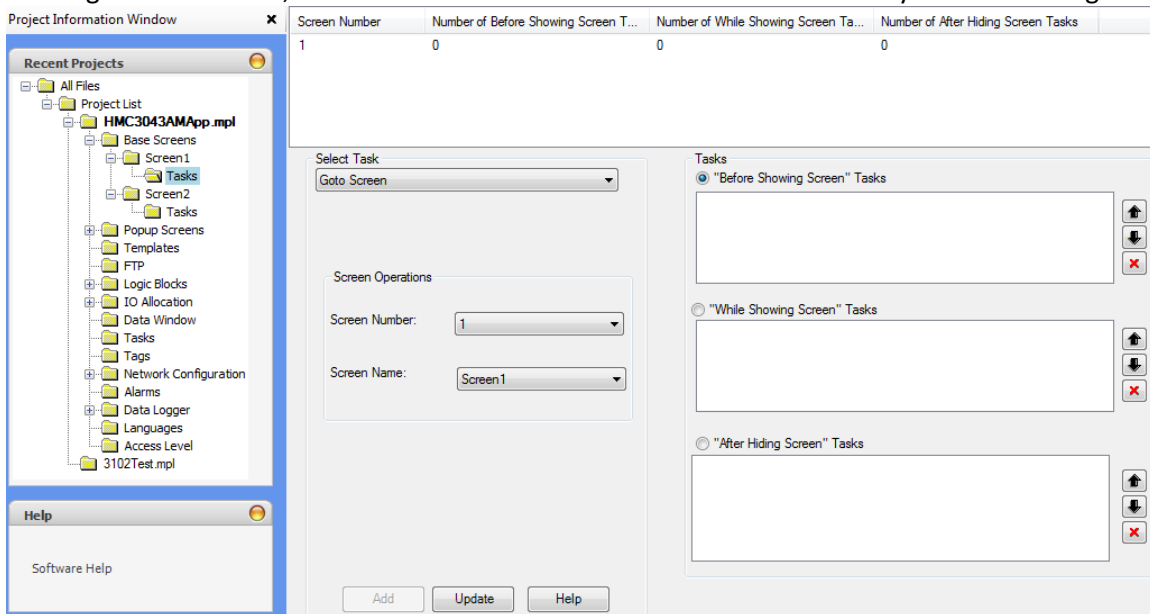 Project Information Window
Recent Projects
All Files
Project List
HMC3043AMApp.mpl
Base Screens
Screen1
Tasks
Screen2
Tasks
Popup Screens
Templates
FTP
Logic Blocks
IO Allocation
Data Window
Tasks
Tags
Network Configuration
Alarms
Data Logger
Languages
Access Level
3102Test.mpl
Help
Software Help
Screen Number Number of Before Showing Screen T... Number of While Showing Screen Ta... Number of After Hiding Screen Tasks
1 0 0 0
Select Task
Goto Screen
Screen Operations
Screen Number: 1
Screen Name: Screen1
Add Update Help
Tasks
"Before Showing Screen" Tasks
"While Showing Screen" Tasks
"After Hiding Screen" Tasks